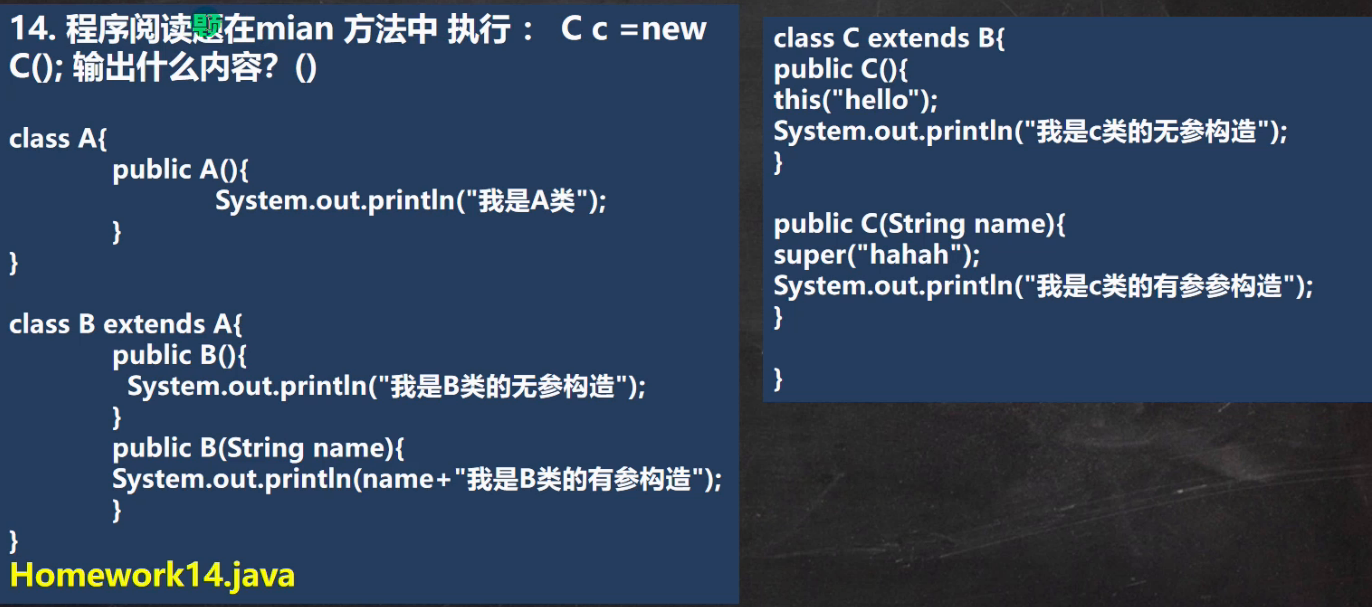 14. 程序阅读题在mian 方法中 执行 ： C c =new
C(); 输出什么内容？()
class A{
public A(){
System.out.println("我是A类");
}
}
class B extends A{
public B(){
System.out.println("我是B类的无参构造");
}
public B(String name){
System.out.println(name+"我是B类的有参构造");
}
}
Homework14.java
class C extends B{
public C(){
this("hello");
System.out.println("我是c类的无参构造");
}
public C(String name){
super("hahah");
System.out.println("我是c类的有参参构造");
}
}